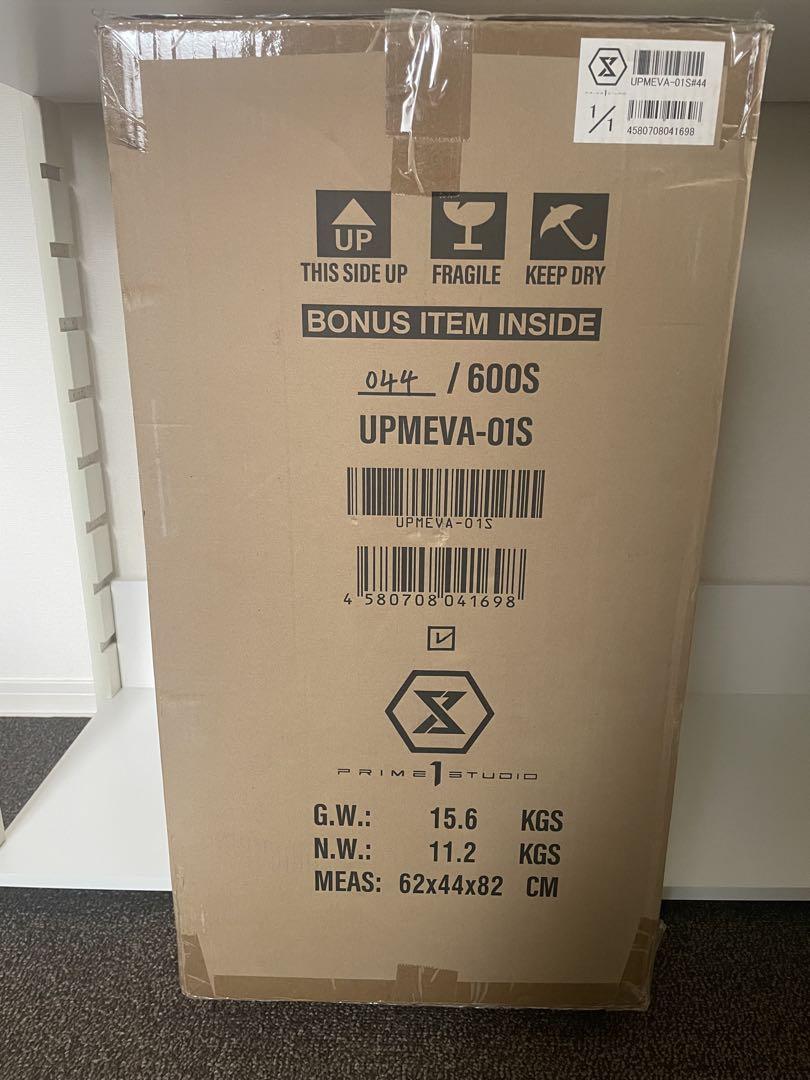 UPMEVA-01S#44
1/1
4580708041698
UP
THIS SIDE UP
FRAGILE
KEEP DRY
BONUS ITEM INSIDE
044 / 600S
UPMEVA-01S
UPMEVA-01S
4 580708 041698
PRIME 1 STUDIO
G.W.: 15.6 KGS
N.W.: 11.2 KGS
MEAS: 62x44x82 CM